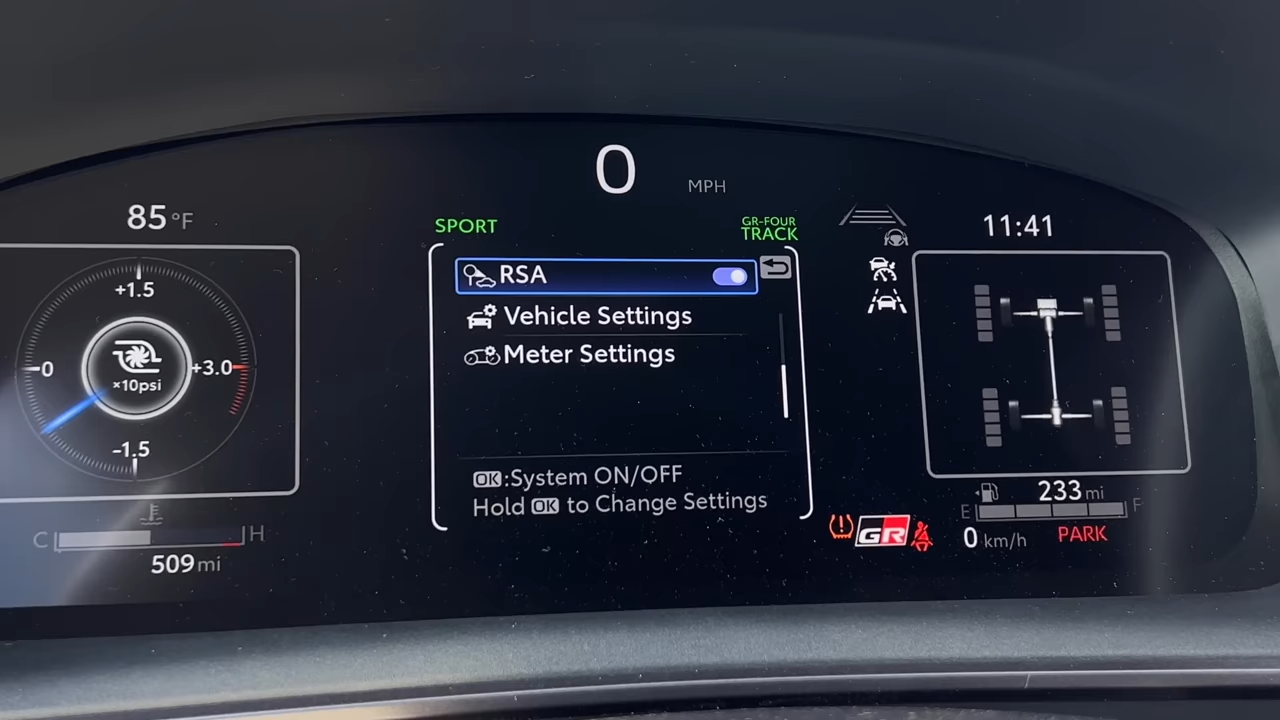 0 MPH
85 °F
SPORT
GR-FOUR
TRACK
11:41
+1.5
0
+3.0
×10psi
-1.5
RSA
Vehicle Settings
Meter Settings
OK:System ON/OFF
Hold OK to Change Settings
C H
509 mi
GR
233 mi
E F
0 km/h PARK